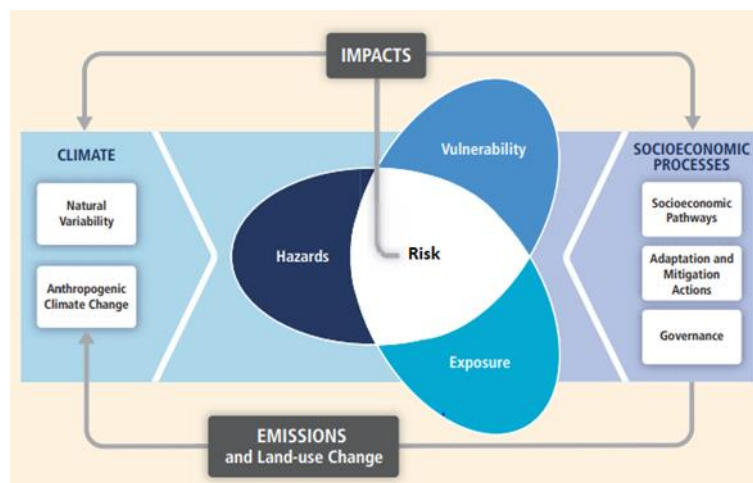 IMPACTS
CLIMATE
Natural
Variability
Anthropogenic
Climate Change
Vulnerability
Hazards
Risk
Exposure
SOCIOECONOMIC
PROCESSES
Socioeconomic
Pathways
Adaptation and
Mitigation
Actions
Governance
EMISSIONS
and Land-use Change